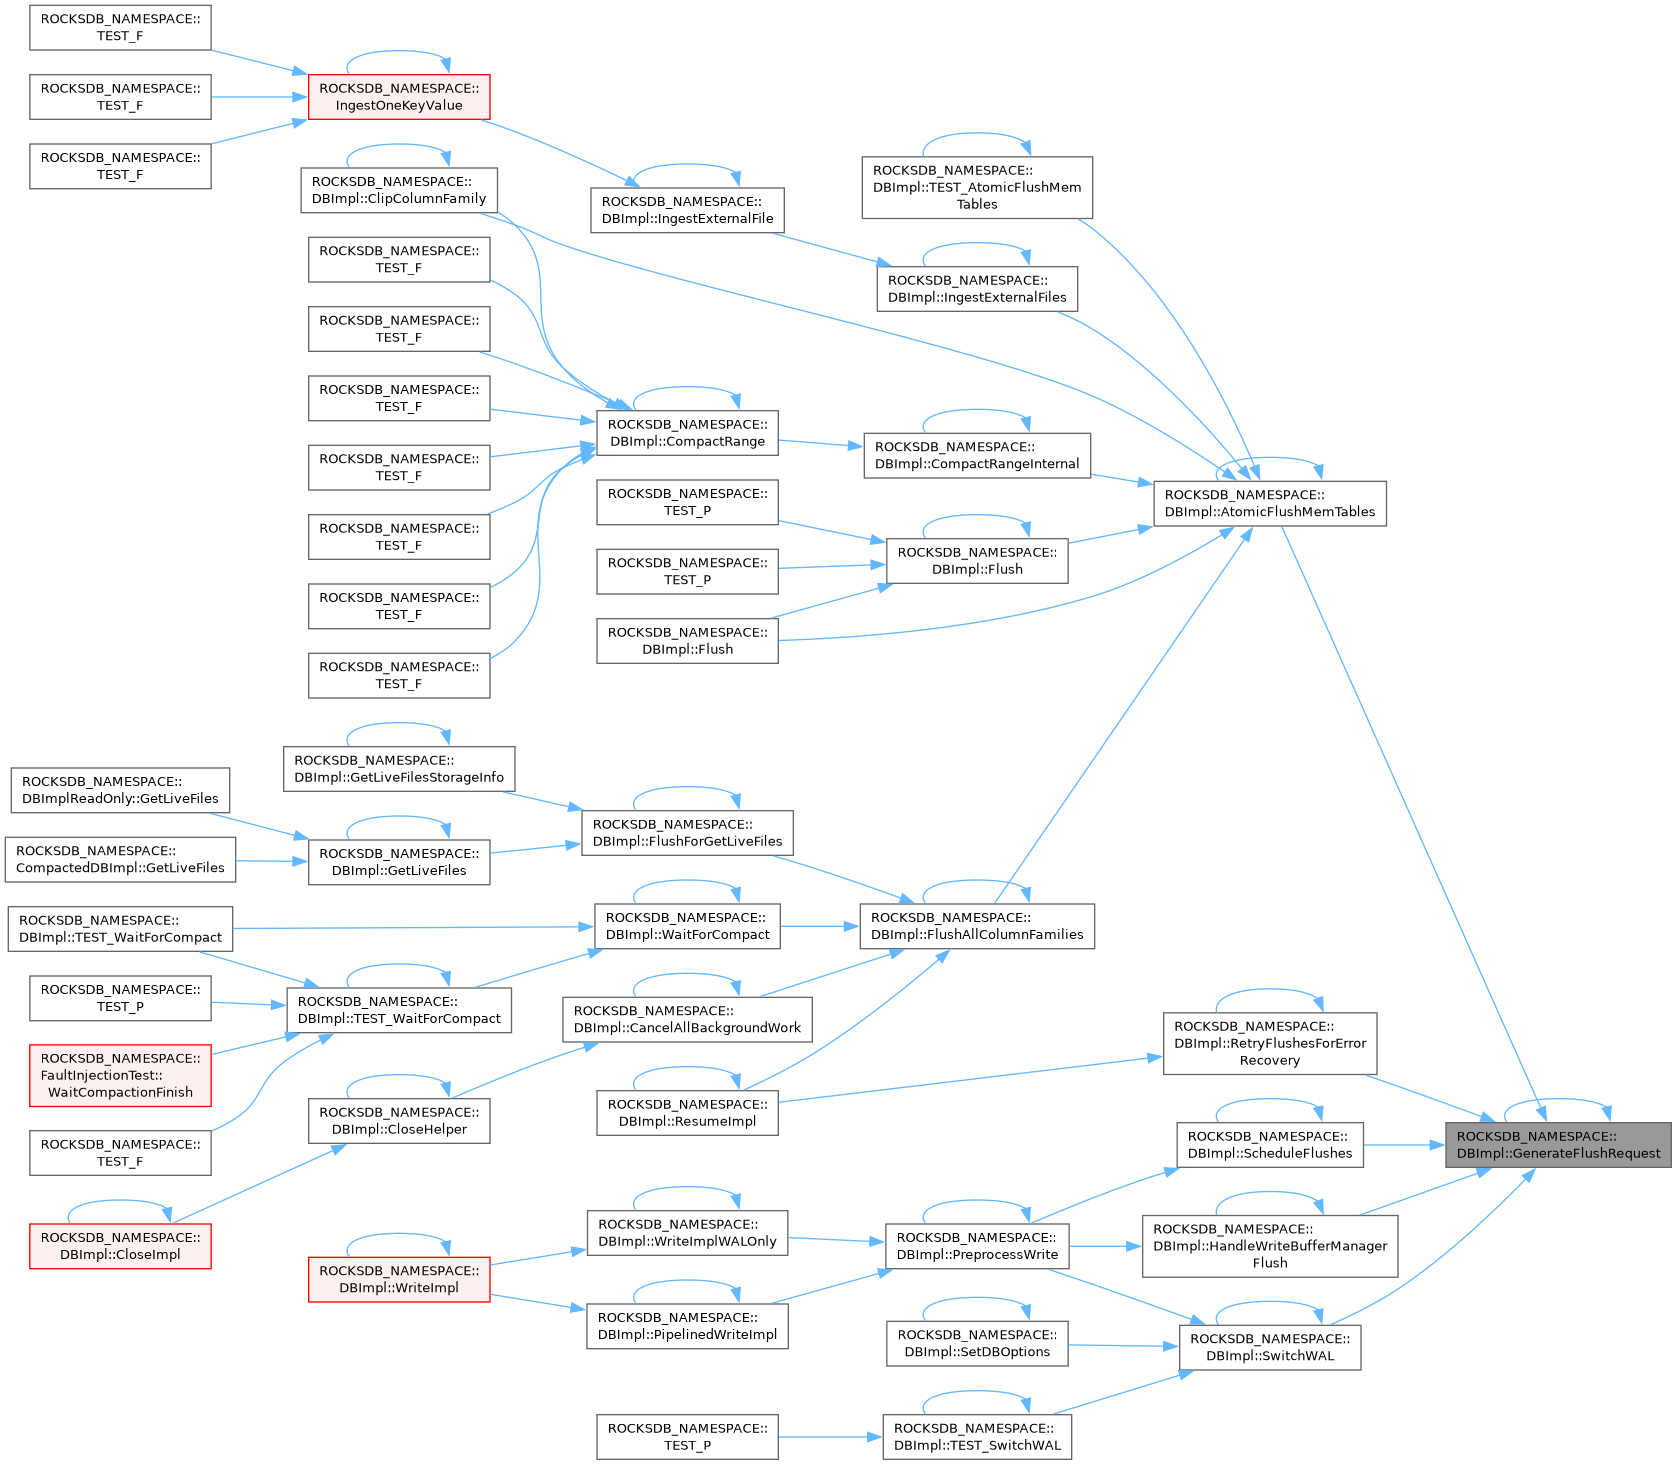 ROCKSDB_NAMESPACE::
TEST_F
ROCKSDB_NAMESPACE::
TEST_F
ROCKSDB_NAMESPACE::
TEST_F
ROCKSDB_NAMESPACE::
IngestOneKeyValue
ROCKSDB_NAMESPACE::
DBImpl::ClipColumnFamily
ROCKSDB_NAMESPACE::
TEST_F
ROCKSDB_NAMESPACE::
TEST_F
ROCKSDB_NAMESPACE::
TEST_F
ROCKSDB_NAMESPACE::
TEST_F
ROCKSDB_NAMESPACE::
TEST_F
ROCKSDB_NAMESPACE::
TEST_F
ROCKSDB_NAMESPACE::
TEST_F
ROCKSDB_NAMESPACE::
DBImpl::IngestExternalFile
ROCKSDB_NAMESPACE::
DBImpl::CompactRange
ROCKSDB_NAMESPACE::
TEST_P
ROCKSDB_NAMESPACE::
TEST_P
ROCKSDB_NAMESPACE::
DBImpl::Flush
ROCKSDB_NAMESPACE::
DBImpl::TEST_AtomicFlushMem
Tables
ROCKSDB_NAMESPACE::
DBImpl::IngestExternalFiles
ROCKSDB_NAMESPACE::
DBImpl::CompactRangeInternal
ROCKSDB_NAMESPACE::
DBImpl::Flush
ROCKSDB_NAMESPACE::
DBImpl::AtomicFlushMemTables
ROCKSDB_NAMESPACE::
DBImpl::GetLiveFilesStorageInfo
ROCKSDB_NAMESPACE::
DBImplReadOnly::GetLiveFiles
ROCKSDB_NAMESPACE::
CompactedDBImpl::GetLiveFiles
ROCKSDB_NAMESPACE::
DBImpl::GetLiveFiles
ROCKSDB_NAMESPACE::
DBImpl::FlushForGetLiveFiles
ROCKSDB_NAMESPACE::
DBImpl::TEST_WaitForCompact
ROCKSDB_NAMESPACE::
TEST_P
ROCKSDB_NAMESPACE::
FaultInjectionTest::
WaitCompactionFinish
ROCKSDB_NAMESPACE::
TEST_F
ROCKSDB_NAMESPACE::
DBImpl::CloseImpl
ROCKSDB_NAMESPACE::
DBImpl::TEST_WaitForCompact
ROCKSDB_NAMESPACE::
DBImpl::CloseHelper
ROCKSDB_NAMESPACE::
DBImpl::WaitForCompact
ROCKSDB_NAMESPACE::
DBImpl::CancelAllBackgroundWork
ROCKSDB_NAMESPACE::
DBImpl::ResumeImpl
ROCKSDB_NAMESPACE::
DBImpl::FlushAllColumnFamilies
ROCKSDB_NAMESPACE::
DBImpl::RetryFlushesForError
Recovery
ROCKSDB_NAMESPACE::
DBImpl::ScheduleFlushes
ROCKSDB_NAMESPACE::
DBImpl::GenerateFlushRequest
ROCKSDB_NAMESPACE::
DBImpl::WriteImpl
ROCKSDB_NAMESPACE::
DBImpl::WriteImplWALOnly
ROCKSDB_NAMESPACE::
DBImpl::PipelinedWriteImpl
ROCKSDB_NAMESPACE::
DBImpl::PreprocessWrite
ROCKSDB_NAMESPACE::
DBImpl::HandleWriteBufferManager
Flush
ROCKSDB_NAMESPACE::
DBImpl::SetDBOptions
ROCKSDB_NAMESPACE::
DBImpl::SwitchWAL
ROCKSDB_NAMESPACE::
TEST_P
ROCKSDB_NAMESPACE::
DBImpl::TEST_SwitchWAL